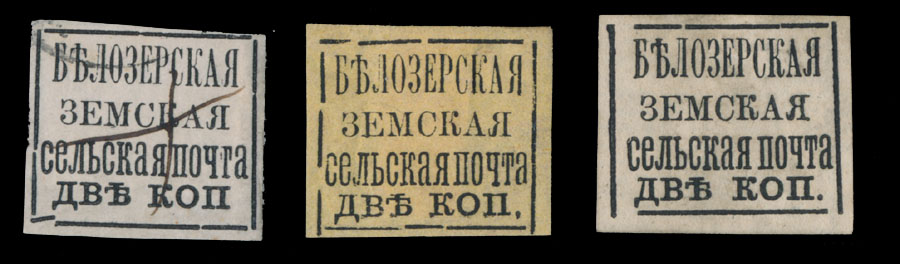 БѢЛОЗЕРСКАЯ
ЗЕМСКАЯ
сельская почта
ДВѢ КОП
БѢЛОЗЕРСКАЯ
ЗЕМСКАЯ
сельская почта
ДВѢ КОП,
БѢЛОЗЕРСКАЯ
ЗЕМСКАЯ
сельская почта
ДВѢ КОП.